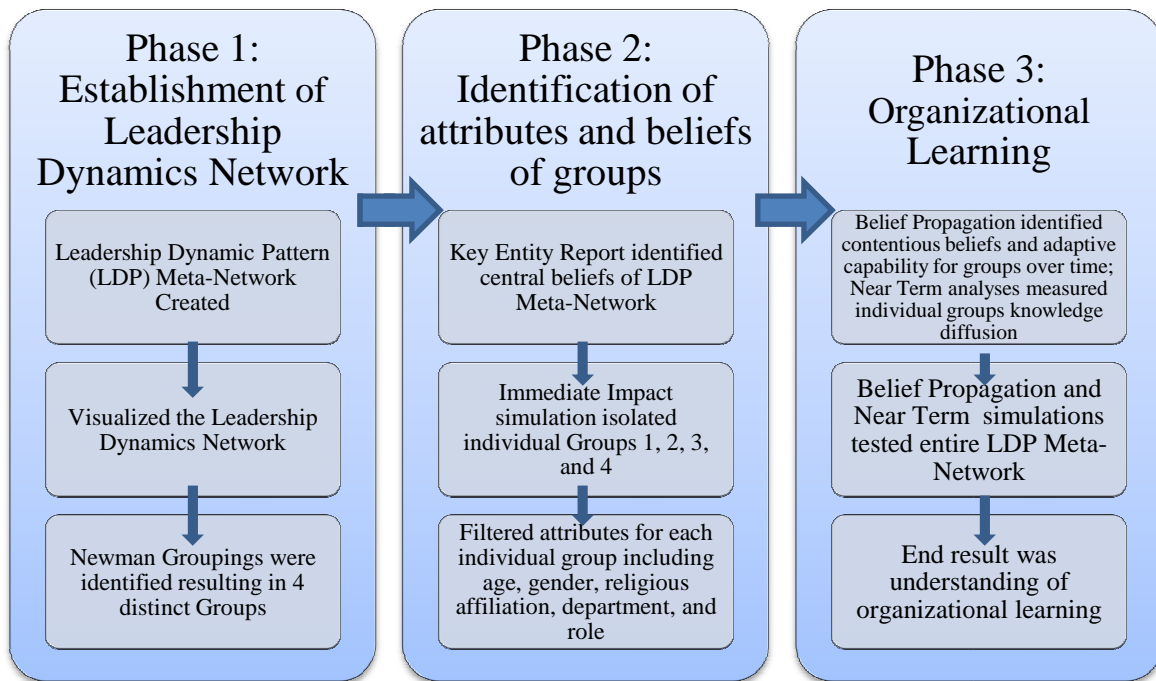 Phase 1:
Establishment of
Leadership
Dynamics Network
Leadership Dynamic Pattern
(LDP) Meta-Network
Created
Visualized the Leadership
Dynamics Network
Newman Groupings were
identified resulting in 4
distinct Groups
Phase 2:
Identification of
attributes and beliefs
of groups
Key Entity Report identified
central beliefs of LDP
Meta-Network
Immediate Impact
simulation isolated
individual Groups 1, 2, 3,
and 4
Filtered attributes for each
individual group including
age, gender, religious
affiliation, department, and
role
Phase 3:
Organizational
Learning
Belief Propagation identified
contentious beliefs and adaptive
capability for groups over time;
Near Term analyses measured
individual groups knowledge
diffusion
Belief Propagation and
Near Term simulations
tested entire LDP Meta-
Network
End result was
understanding of
organizational learning